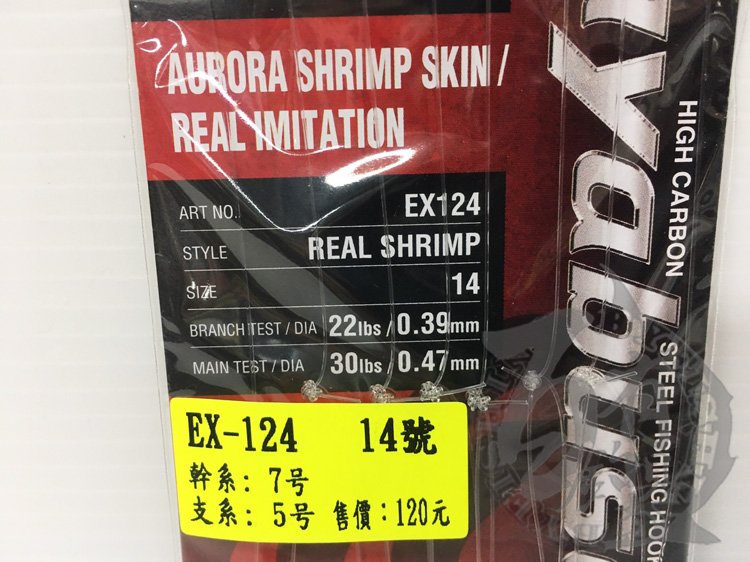 AURORA SHRIMP SKIN /
REAL IMITATION
ART NO. EX124
STYLE REAL SHRIMP
SIZE 14
BRANCH TEST / DIA 22lbs / 0.39mm
MAIN TEST / DIA 30lbs / 0.47mm
EX-124 14號
幹系: 7号
支系: 5号 售價:120元
yabusa
HIGH CARBON
STEEL FISHING HOOK